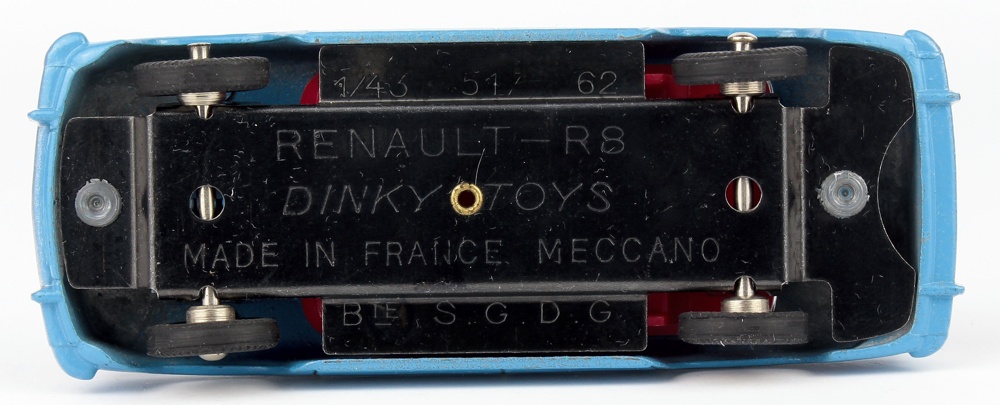 1/43 517 62
RENAULT-R8
DINKY TOYS
MADE IN FRANCE MECCANO
BTE S.G.D.G